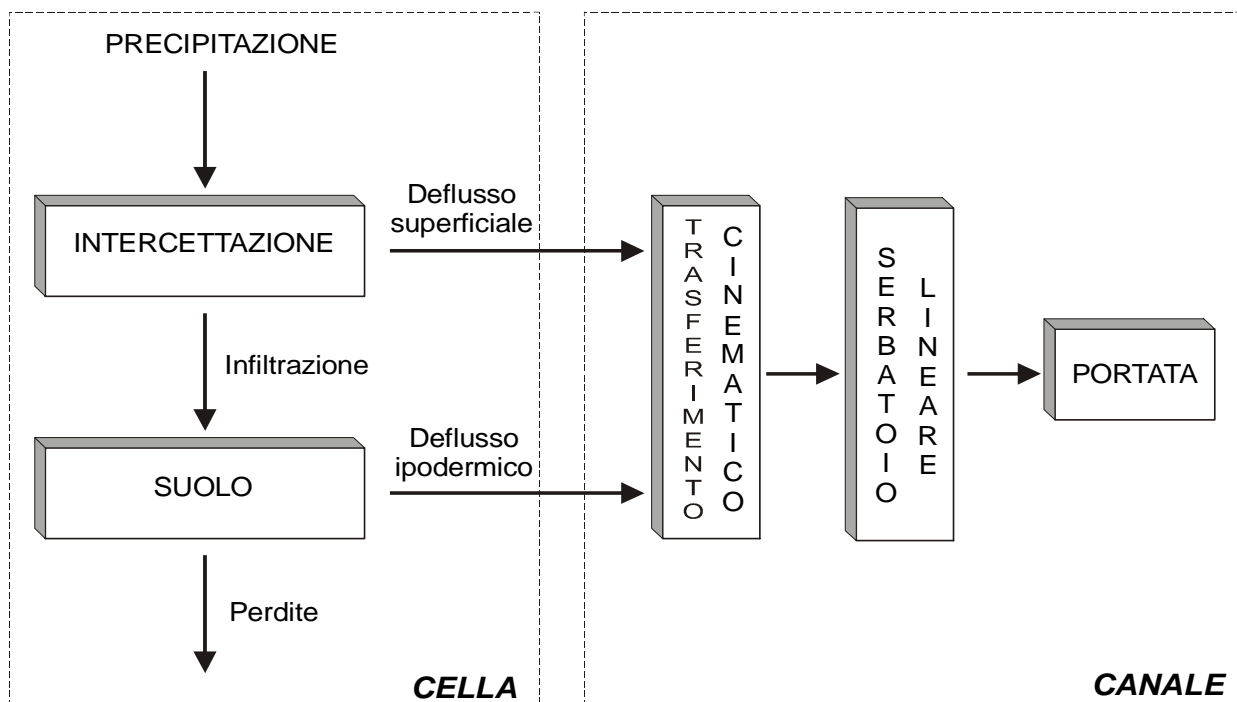 PRECIPITAZIONE
INTERCETTAZIONE
Deflusso
superficiale
Infiltrazione
SUOLO
Deflusso
ipodermico
Perdite
CELLA
TRASFERIMENTO
CINEMATICO
SERBATOIO
LINEARE
PORTATA
CANALE